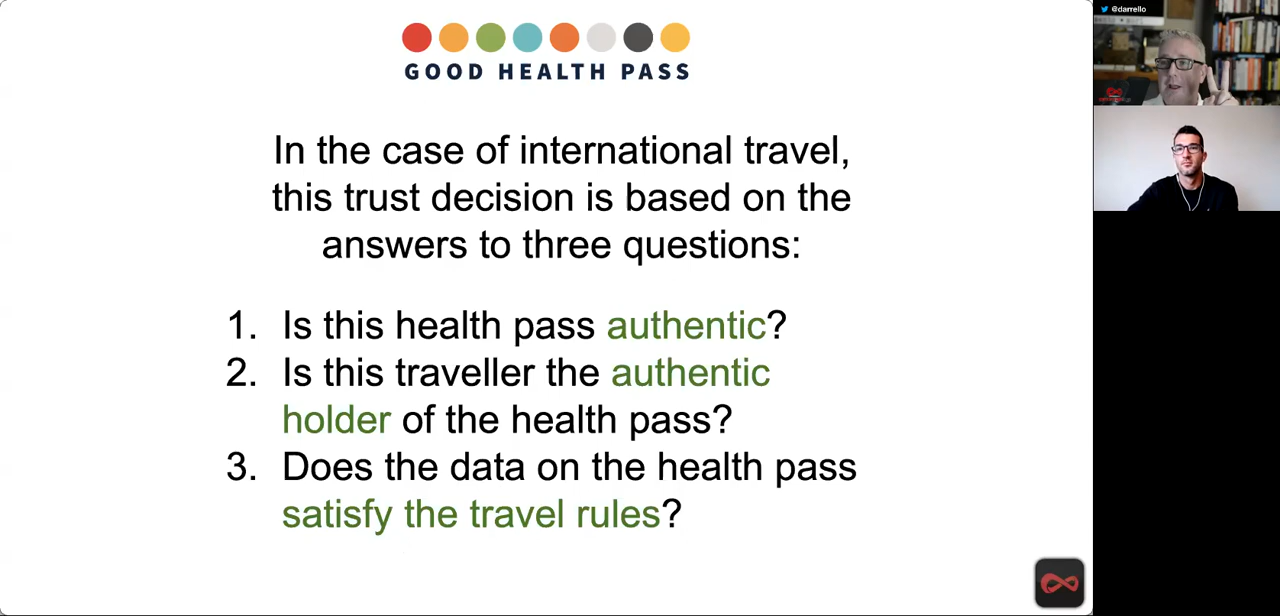 GOOD HEALTH PASS
In the case of international travel,
this trust decision is based on the
answers to three questions:
1. Is this health pass authentic?
2. Is this traveller the authentic
holder of the health pass?
3. Does the data on the health pass
satisfy the travel rules?
@darrello